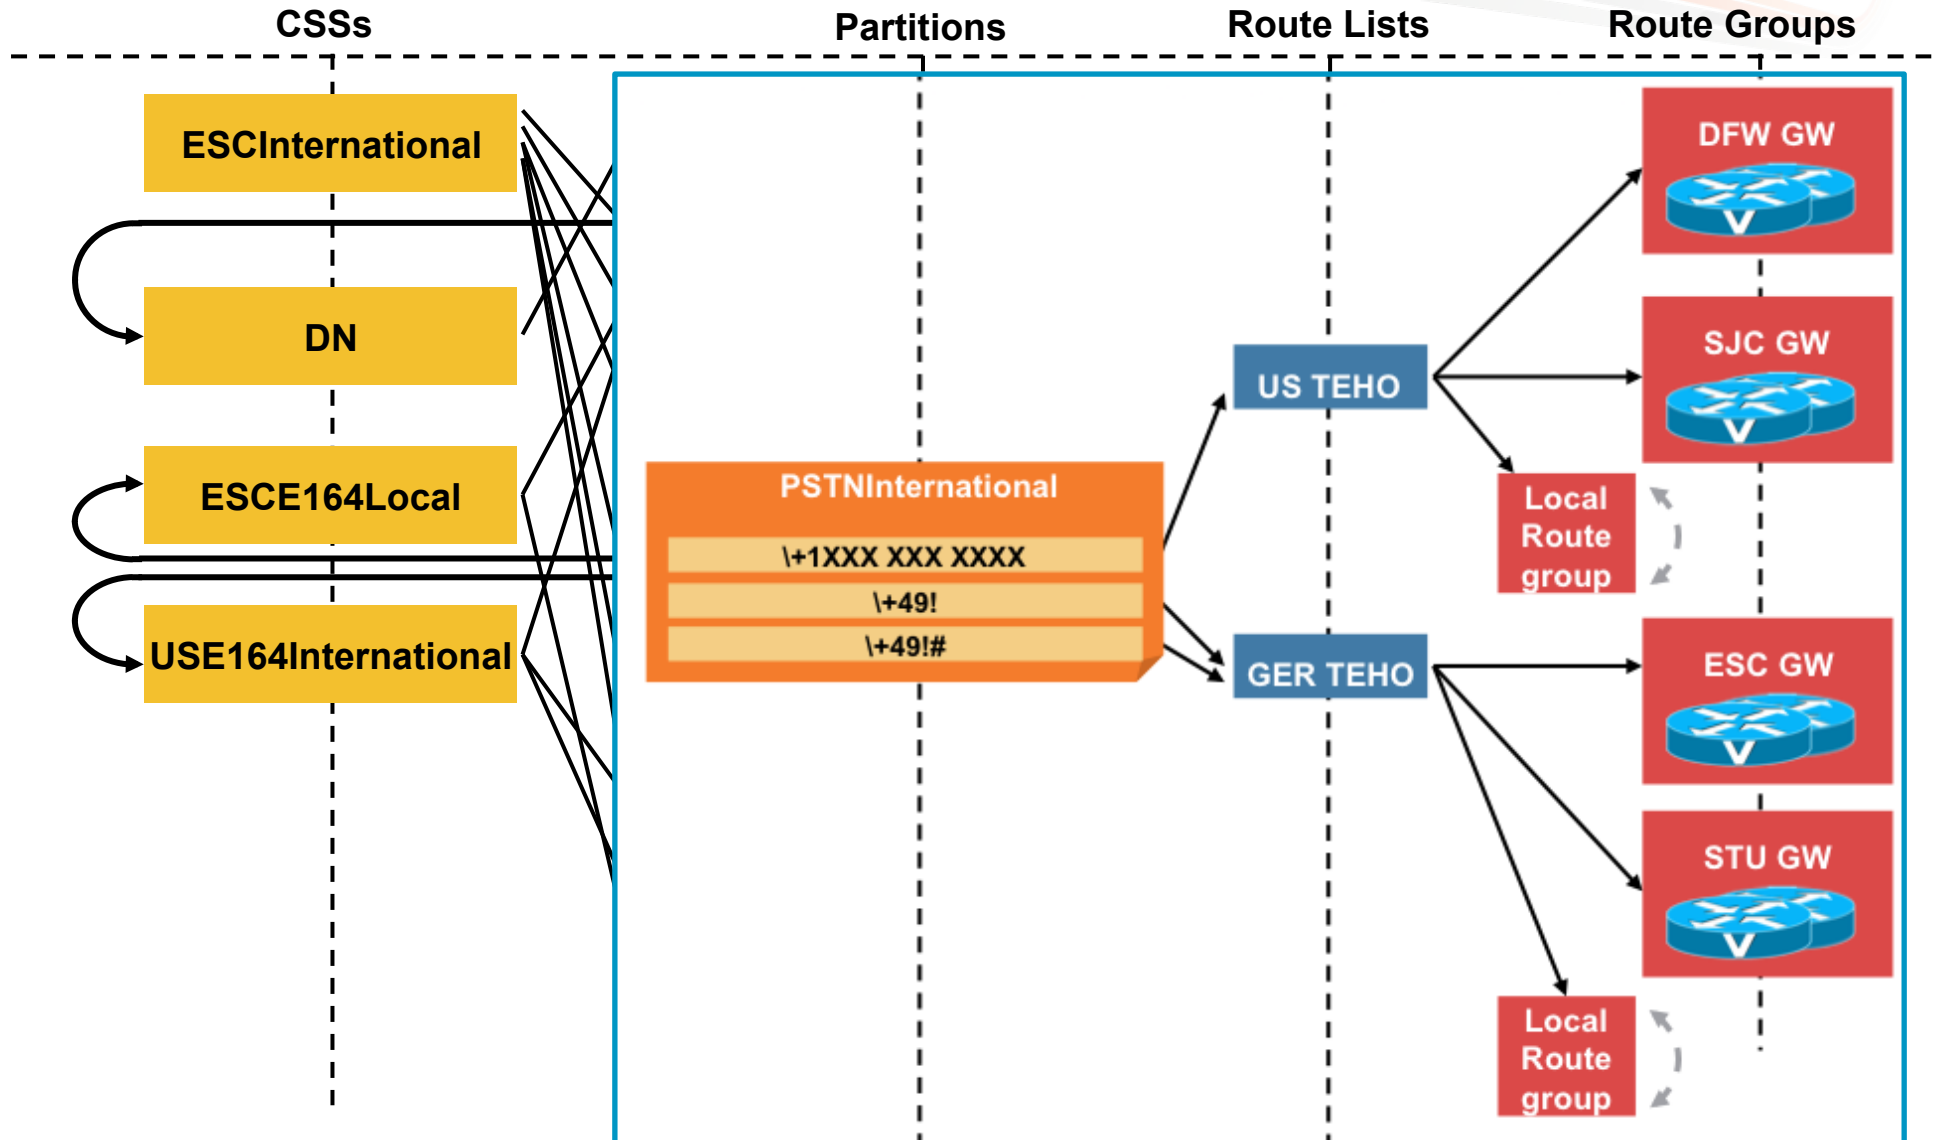 CSSs
Partitions
Route Lists
Route Groups
ESCInternational
DN
ESCE164Local
USE164International
PSTNInternational
\+1XXX XXX XXXX
\+49!
\+49!#
US TEHO
GER TEHO
DFW GW
V
SJC GW
V
Local
Route
group
ESC GW
V
STU GW
V
Local
Route
group